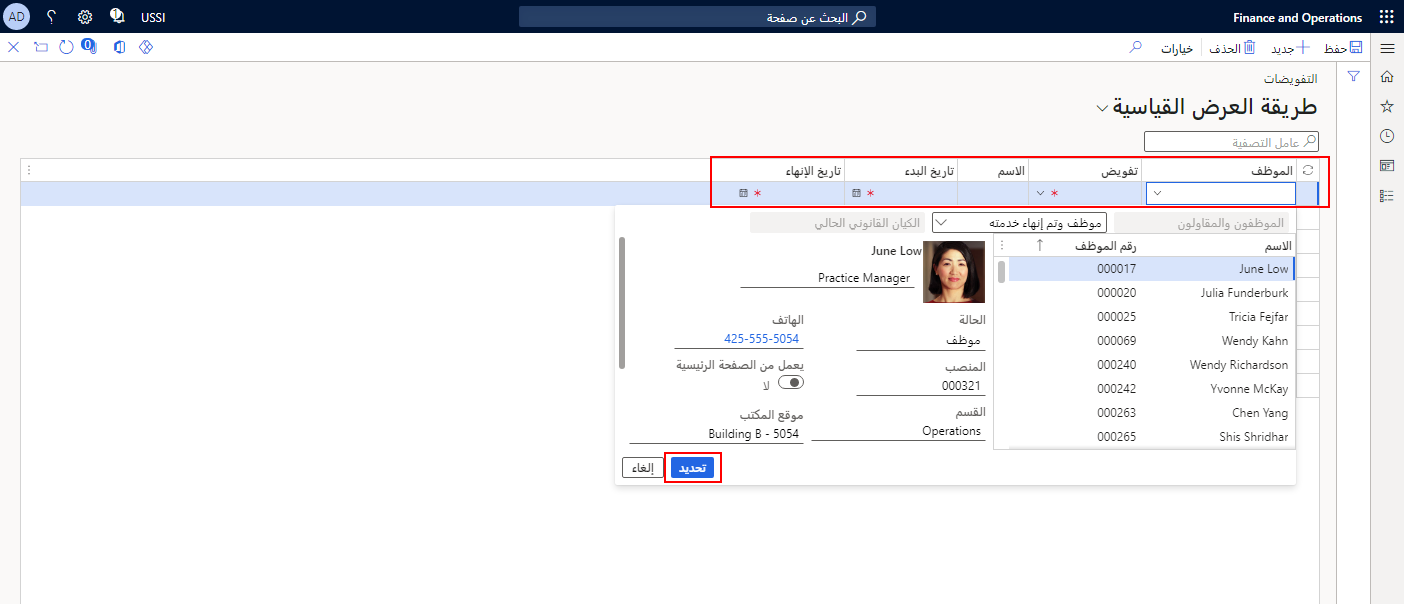 Finance and Operations
البحث عن صفحة
USSI
1
AD
حفظ
جديد
الحذف
خيارات
0
التفويضات
طريقة العرض القياسية
عامل التصفية
الموظف تفويض الاسم تاريخ البدء تاريخ الإنهاء
* * *
الموظفون والمقاولون موظف وتم إنهاء خدمته الكيان القانوني الحالي
الاسم رقم الموظف
June Low 000017
Julia Funderburk 000020
Tricia Fejfar 000025
Wendy Kahn 000069
Wendy Richardson 000240
Yvonne McKay 000242
Chen Yang 000263
Shis Shridhar 000265
June Low
Practice Manager
الحالة
موظف
المنصب
000321
القسم
Operations
الهاتف
425-555-5054
يعمل من الصفحة الرئيسية
لا
موقع المكتب
Building B - 5054
تحديد
إلغاء